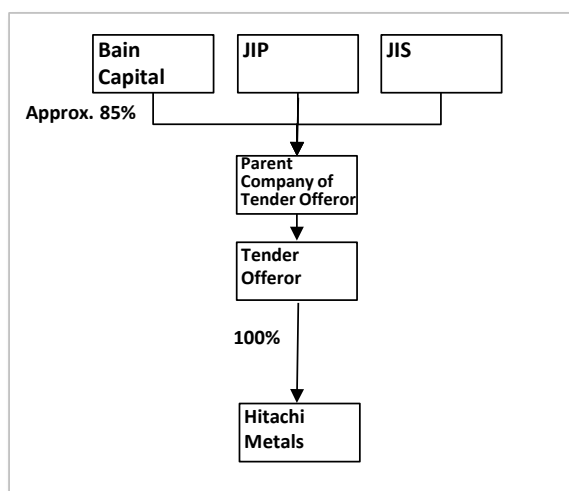 Bain
Capital
JIP
JIS
Approx. 85%
Parent
Company of
Tender Offeror
Tender
Offeror
100%
Hitachi
Metals